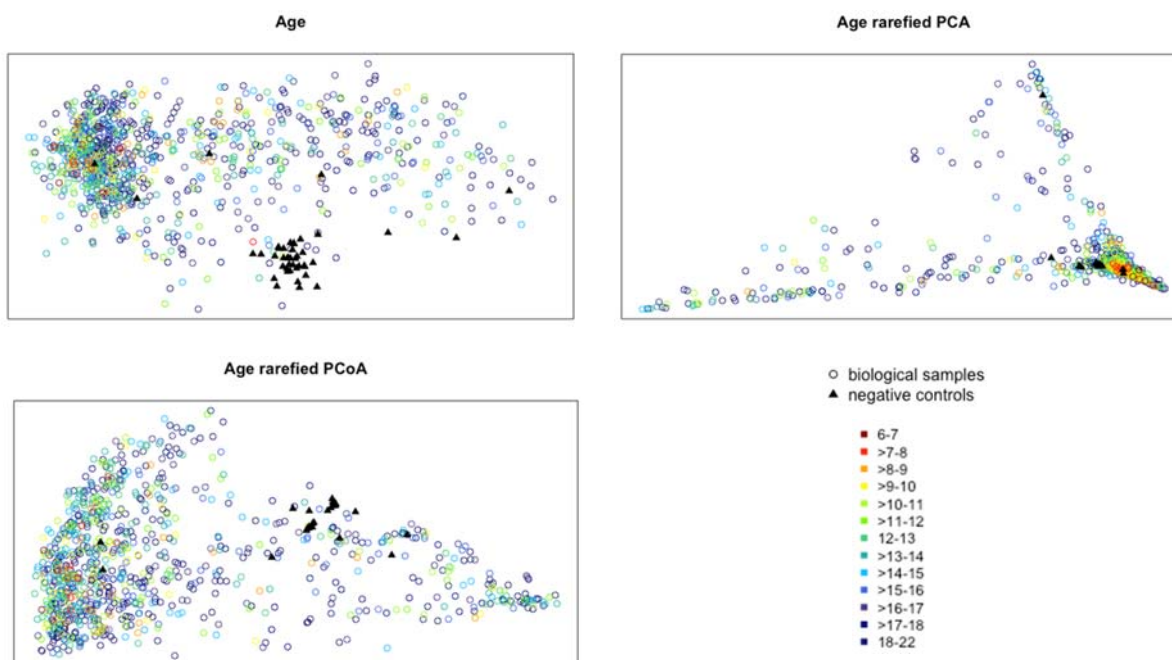 Age
Age rarefied PCA
Age rarefied PCoA
biological samples
negative controls
6-7
>7-8
>8-9
>9-10
>10-11
>11-12
12-13
>13-14
>14-15
>15-16
>16-17
>17-18
18-22